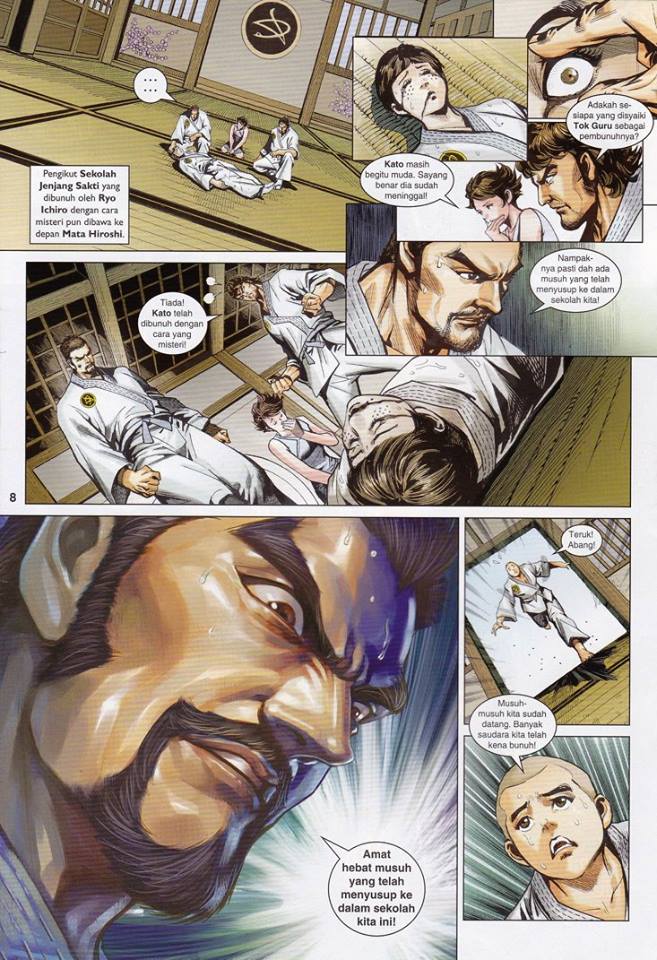 ......
Pengikut Sekolah
Jenjang Sakti yang
dibunuh oleh Ryo
Ichiro dengan cara
misteri pun dibawa ke
depan Mata Hiroshi.
Adakah se-
siapa yang disyaiki
Tok Guru sebagai
pembunuhnya?
Kato masih
begitu muda. Sayang
benar dia sudah
meninggal!
Nampak-
nya pasti dah ada
musuh yang telah
menyusup ke dalam
sekolah kita!
Tiada!
Kato telah
dibunuh dengan
cara yang
misteri!
8
Teruk!
Abang!
Musuh-
musuh kita sudah
datang. Banyak
saudara kita telah
kena bunuh!
Amat
hebat musuh
yang telah
menyusup ke
dalam sekolah
kita ini!